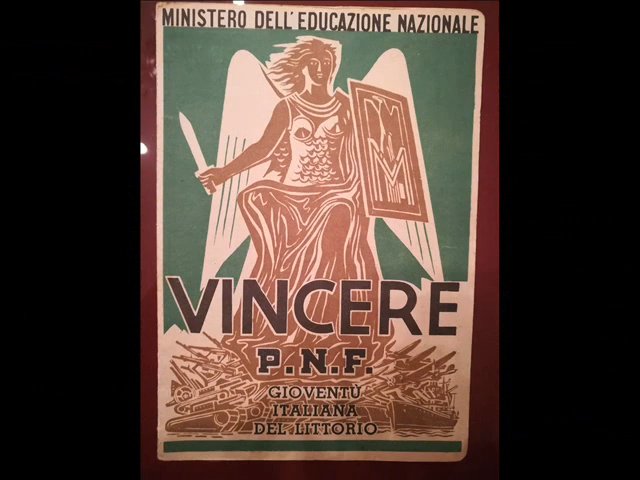 MINISTERO DELL'EDUCAZIONE NAZIONALE
VINCERE
P.N.F.
GIOVENTÙ
ITALIANA
DEL LITTORIO